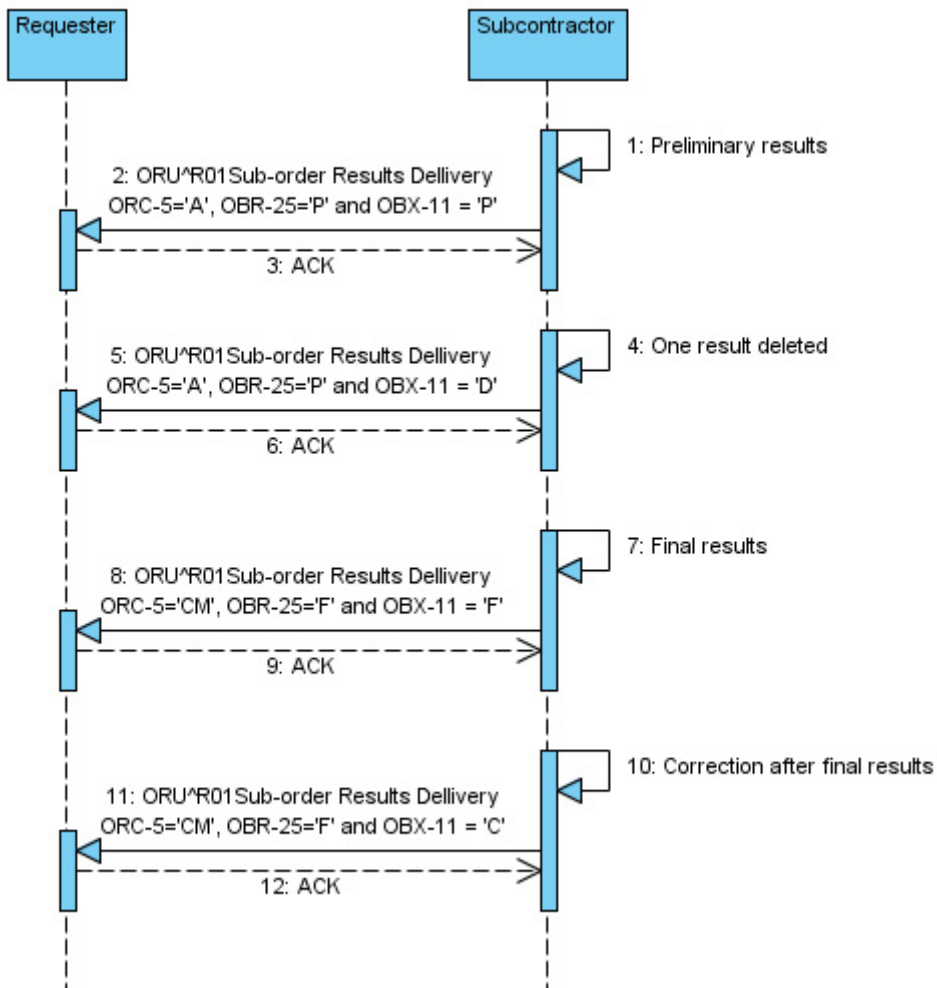 Requester
Subcontractor
1: Preliminary results
2: ORU^R01Sub-order Results Dellivery
ORC-5='A', OBR-25='P' and OBX-11 = 'P'
3: ACK
4: One result deleted
5: ORU^R01Sub-order Results Dellivery
ORC-5='A', OBR-25='P' and OBX-11 = 'D'
6: ACK
7: Final results
8: ORU^R01Sub-order Results Dellivery
ORC-5='CM', OBR-25='F' and OBX-11 = 'F'
9: ACK
10: Correction after final results
11: ORU^R01Sub-order Results Dellivery
ORC-5='CM', OBR-25='F' and OBX-11 = 'C'
12: ACK